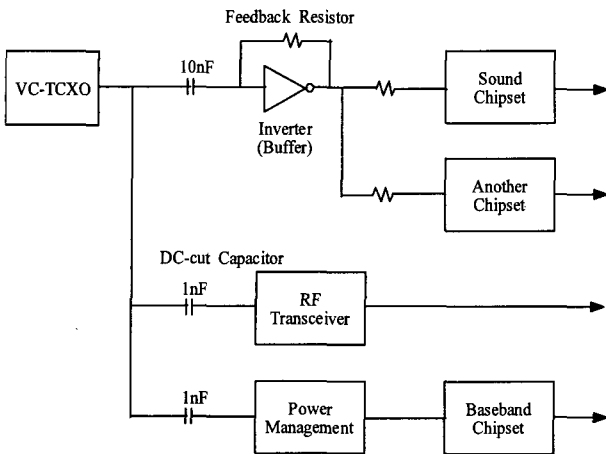 Feedback Resistor
VC-TCXO
10nF
Inverter
(Buffer)
Sound
Chipset
Another
Chipset
DC-cut Capacitor
1nF
RF
Transceiver
1nF
Power
Management
Baseband
Chipset